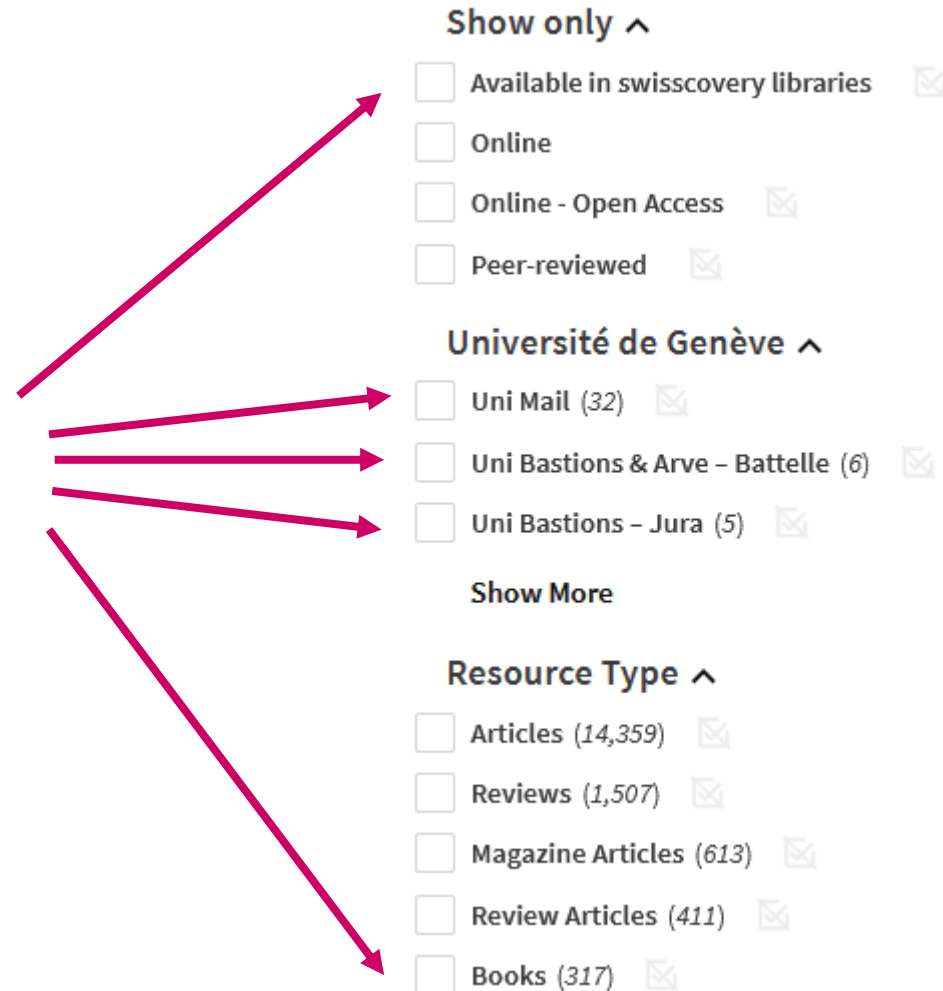 Show only
Available in swisscovery libraries
Online
Online - Open Access
Peer-reviewed
Université de Genève
Uni Mail (32)
Uni Bastions & Arve – Battelle (6)
Uni Bastions – Jura (5)
Show More
Resource Type
Articles (14,359)
Reviews (1,507)
Magazine Articles (613)
Review Articles (411)
Books (317)